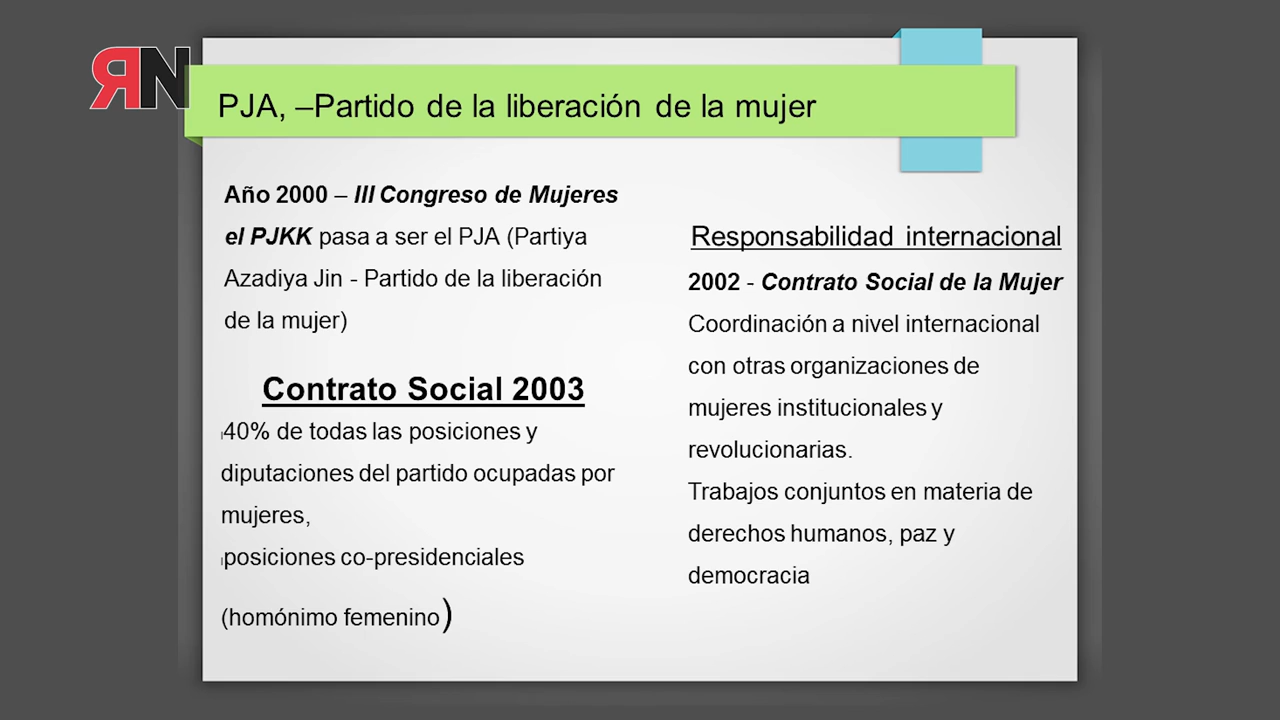 ЯN
PJA, –Partido de la liberación de la mujer
Año 2000 – III Congreso de Mujeres
el PJKK pasa a ser el PJA (Partiya
Azadiya Jin - Partido de la liberación
de la mujer)
Contrato Social 2003
40% de todas las posiciones y
diputaciones del partido ocupadas por
mujeres,
posiciones co-presidenciales
(homónimo femenino)
Responsabilidad internacional
2002 - Contrato Social de la Mujer
Coordinación a nivel internacional
con otras organizaciones de
mujeres institucionales y
revolucionarias.
Trabajos conjuntos en materia de
derechos humanos, paz y
democracia